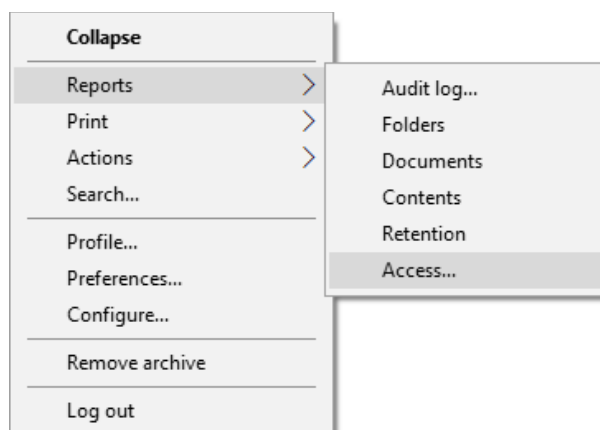 Collapse
Reports
Print
Actions
Search...
Profile...
Preferences...
Configure...
Remove archive
Log out
Audit log...
Folders
Documents
Contents
Retention
Access...